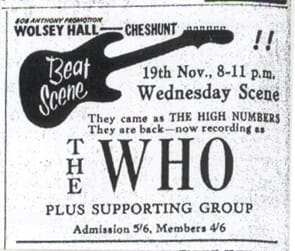 BOB ANTHONY PROMOTION
WOLSEY HALL — CHESHUNT
!!
Beat
Scene
19th Nov., 8-11 p.m.
Wednesday Scene
They came as THE HIGH NUMBERS
They are back—now recording as
THE WHO
PLUS SUPPORTING GROUP
Admission 5/6, Members 4/6